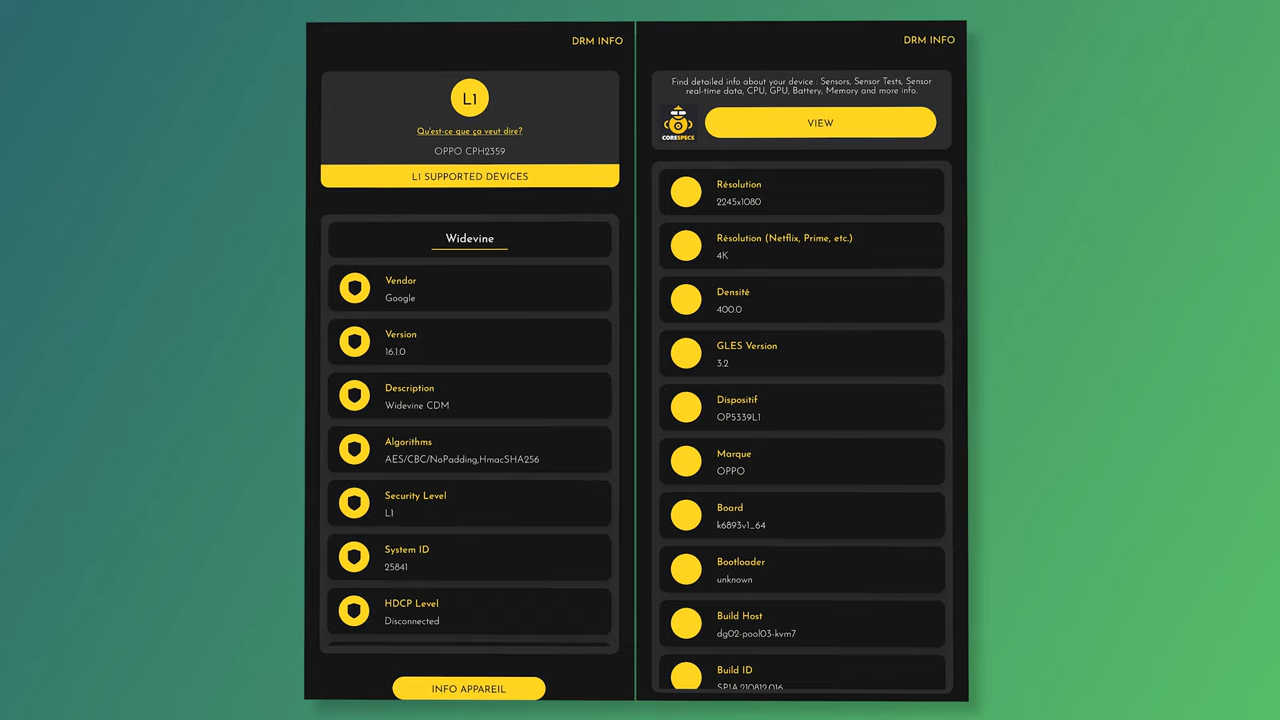 DRM INFO
L1
Qu'est-ce que ça veut dire?
OPPO CPH2359
L1 SUPPORTED DEVICES
Widevine
Vendor
Google
Version
16.1.0
Description
Widevine CDM
Algorithms
AES/CBC/NoPadding,HmacSHA256
Security Level
L1
System ID
25841
HDCP Level
Disconnected
INFO APPAREIL
DRM INFO
Find detailed info about your device : Sensors, Sensor Tests, Sensor
real-time data, CPU, GPU, Battery, Memory and more info.
CORESPECS
VIEW
Résolution
2245x1080
Résolution (Netflix, Prime, etc.)
4K
Densité
400.0
GLES Version
3.2
Dispositif
OP5339L1
Marque
OPPO
Board
k6893v1_64
Bootloader
unknown
Build Host
dg02-pool03-kvm7
Build ID
SP1A.210812.016